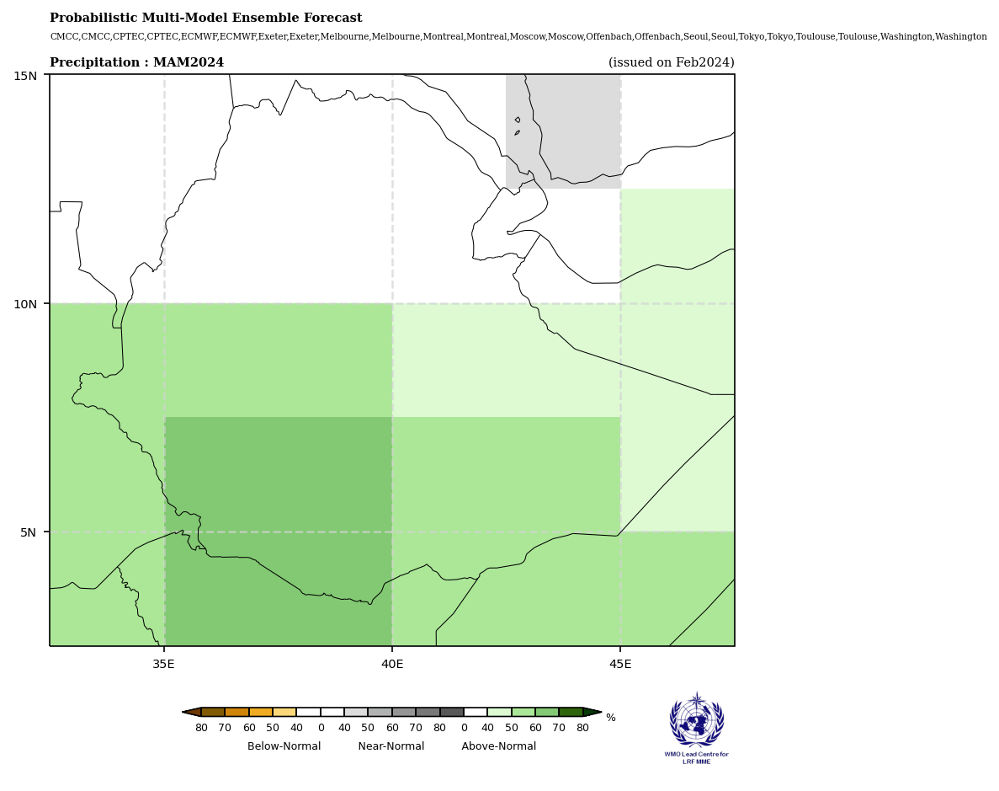 Probabilistic Multi-Model Ensemble Forecast
CMCC,CMCC,CPTEC,CPTEC,ECMWF,ECMWF,Exeter,Exeter,Melbourne,Melbourne,Montreal,Montreal,Moscow,Moscow,Offenbach,Offenbach,Seoul,Seoul,Tokyo,Tokyo,Toulouse,Toulouse,Washington,Washington
Precipitation : MAM2024 (issued on Feb2024)
15N
10N
5N
35E 40E 45E
80 70 60 50 40 0 40 50 60 70 80 0 40 50 60 70 80 %
Below-Normal Near-Normal Above-Normal
WMO Lead Centre for
LRF MME